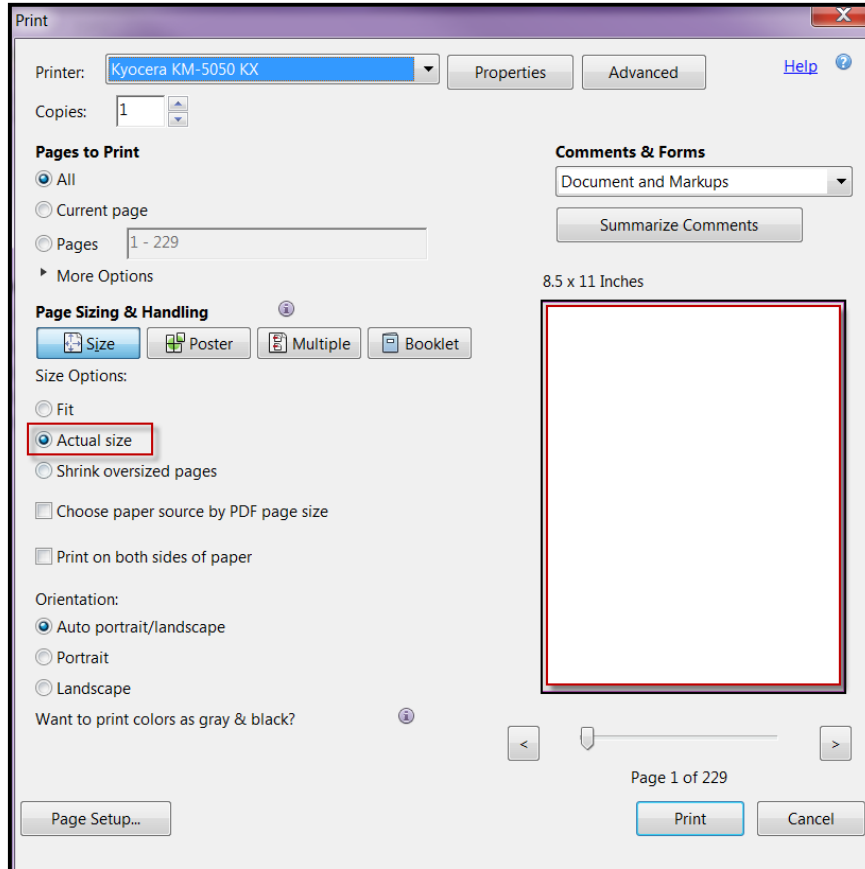 Print
Printer: Kyocera KM-5050 KX Properties Advanced Help
Copies: 1
Pages to Print
All
Current page
Pages 1 - 229
More Options
Comments & Forms
Document and Markups
Summarize Comments
8.5 x 11 Inches
Page Sizing & Handling
Size Poster Multiple Booklet
Size Options:
Fit
Actual size
Shrink oversized pages
Choose paper source by PDF page size
Print on both sides of paper
Orientation:
Auto portrait/landscape
Portrait
Landscape
Want to print colors as gray & black?
< >
Page 1 of 229
Page Setup... Print Cancel